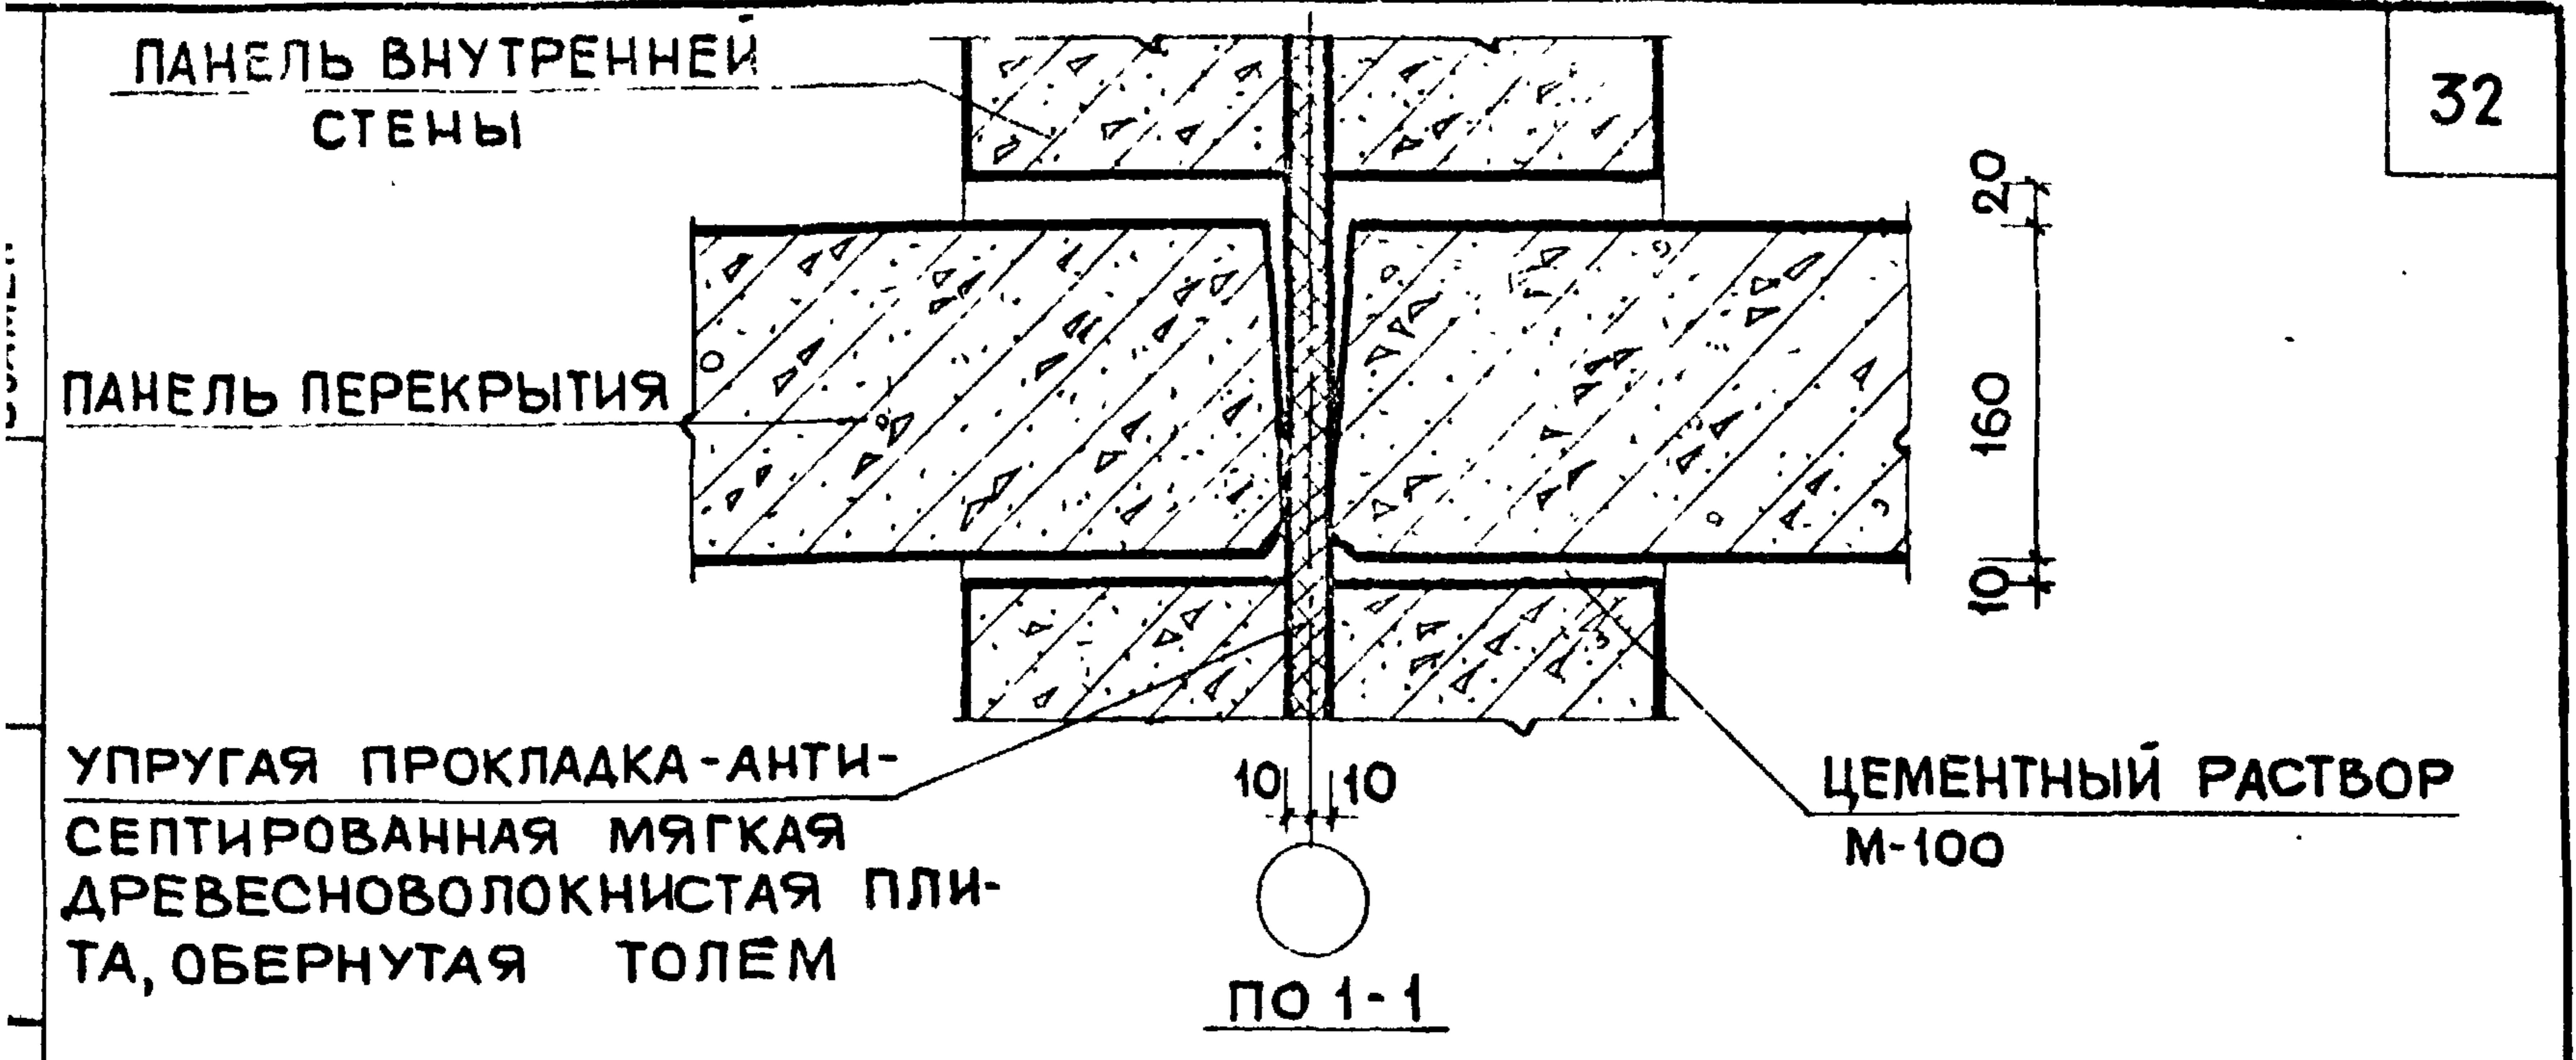 ПАНЕЛЬ ВНУТРЕННЕЙ
СТЕНЫ
32
20
ПАНЕЛЬ ПЕРЕКРЫТИЯ
160
10
УПРУГАЯ ПРОКЛАДКА-АНТИ-
СЕПТИРОВАННАЯ МЯГКАЯ
ДРЕВЕСНОВОЛОКНИСТАЯ ПЛИ-
ТА, ОБЕРНУТАЯ ТОЛЕМ
10 10
ЦЕМЕНТНЫЙ РАСТВОР
М-100
ПО 1-1